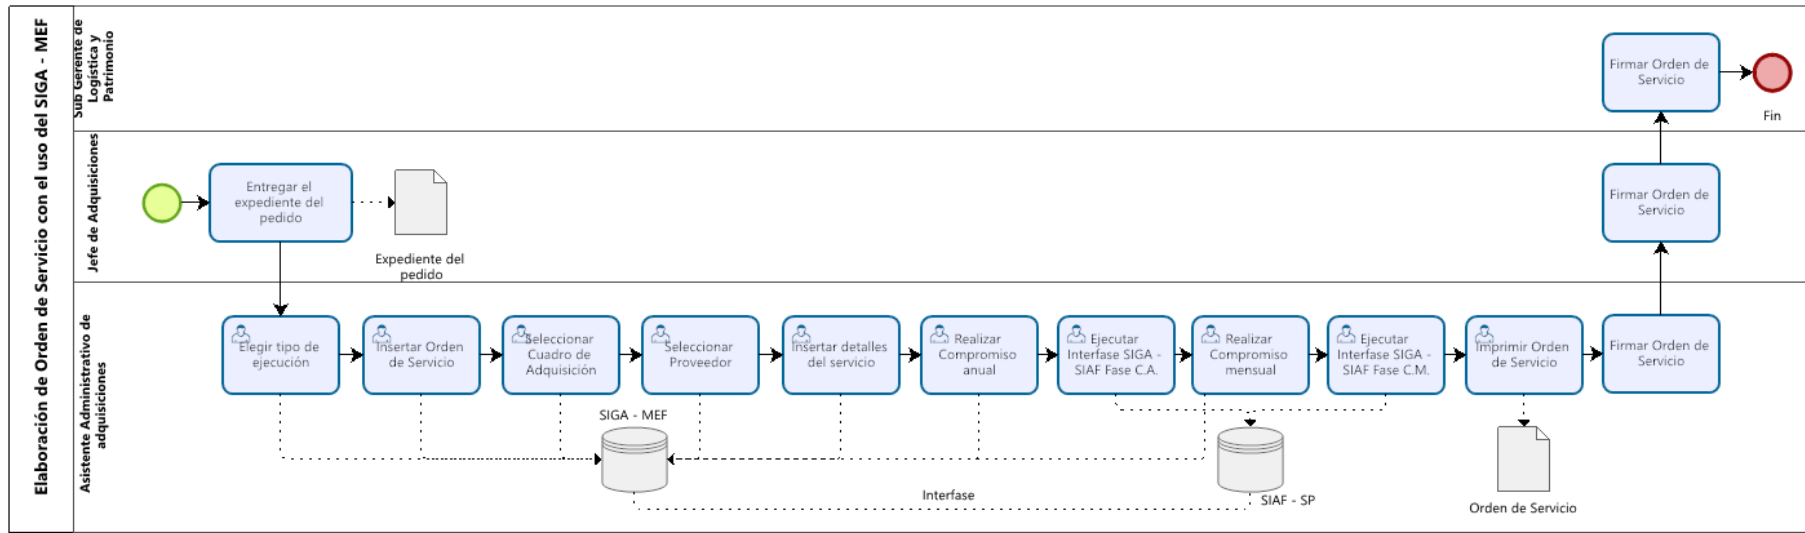 Elaboración de Orden de Servicio con el uso del SIGA - MEF
Sub Gerente de
Logística y
Patrimonio
Firmar Orden de
Servicio
Fin
Jefe de Adquisiciones
Entregar el
expediente del
pedido
Expediente del
pedido
Firmar Orden de
Servicio
Asistente Administrativo de
adquisiciones
Elegir tipo de
ejecución
Insertar Orden
de Servicio
Seleccionar
Cuadro de
Adquisición
Seleccionar
Proveedor
Insertar detalles
del servicio
Realizar
Compromiso
anual
Ejecutar
Interfase SIGA -
SIAF Fase C.A.
Realizar
Compromiso
mensual
Ejecutar
Interfase SIGA -
SIAF Fase C.M.
Imprimir Orden
de Servicio
Firmar Orden de
Servicio
SIGA - MEF
Interfase
SIAF - SP
Orden de Servicio